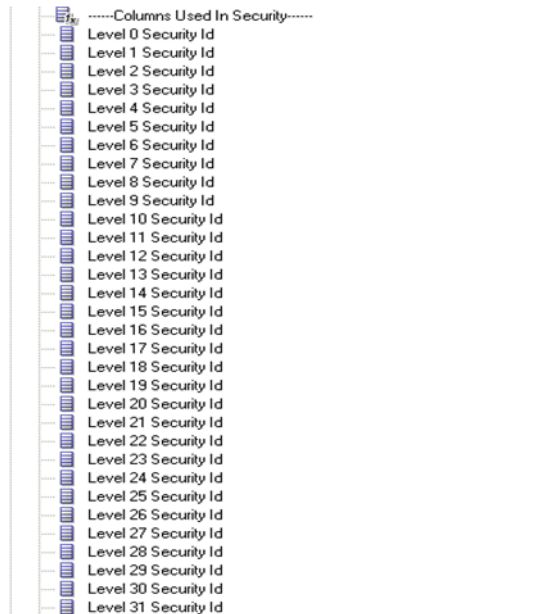 ------Columns Used In Security------
Level 0 Security Id
Level 1 Security Id
Level 2 Security Id
Level 3 Security Id
Level 4 Security Id
Level 5 Security Id
Level 6 Security Id
Level 7 Security Id
Level 8 Security Id
Level 9 Security Id
Level 10 Security Id
Level 11 Security Id
Level 12 Security Id
Level 13 Security Id
Level 14 Security Id
Level 15 Security Id
Level 16 Security Id
Level 17 Security Id
Level 18 Security Id
Level 19 Security Id
Level 20 Security Id
Level 21 Security Id
Level 22 Security Id
Level 23 Security Id
Level 24 Security Id
Level 25 Security Id
Level 26 Security Id
Level 27 Security Id
Level 28 Security Id
Level 29 Security Id
Level 30 Security Id
Level 31 Security Id